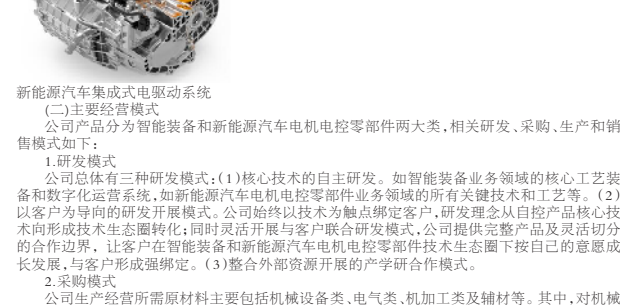 新能源汽车集成式电驱动系统
(二)主要经营模式
公司产品分为智能装备和新能源汽车电机电控零部件两大类,相关研发、采购、生产和销
售模式如下:
1.研发模式
公司总体有三种研发模式:(1)核心技术的自主研发。如智能装备业务领域的核心工艺装
备和数字化运营系统,如新能源汽车电机电控零部件业务领域的所有关键技术和工艺等。(2)
以客户为导向的研发开展模式。公司始终以技术为触点绑定客户,研发理念从自控产品核心技
术向形成技术生态圈转化;同时灵活开展与客户联合研发模式,公司提供完整产品及灵活切分
的合作边界,让客户在智能装备和新能源汽车电机电控零部件技术生态圈下按自己的意愿成
长发展,与客户形成强绑定。(3)整合外部资源开展的产学研合作模式。
2.采购模式
公司生产经营所需原材料主要包括机械设备类、电气类、机加工类及辅材等。其中,对机械